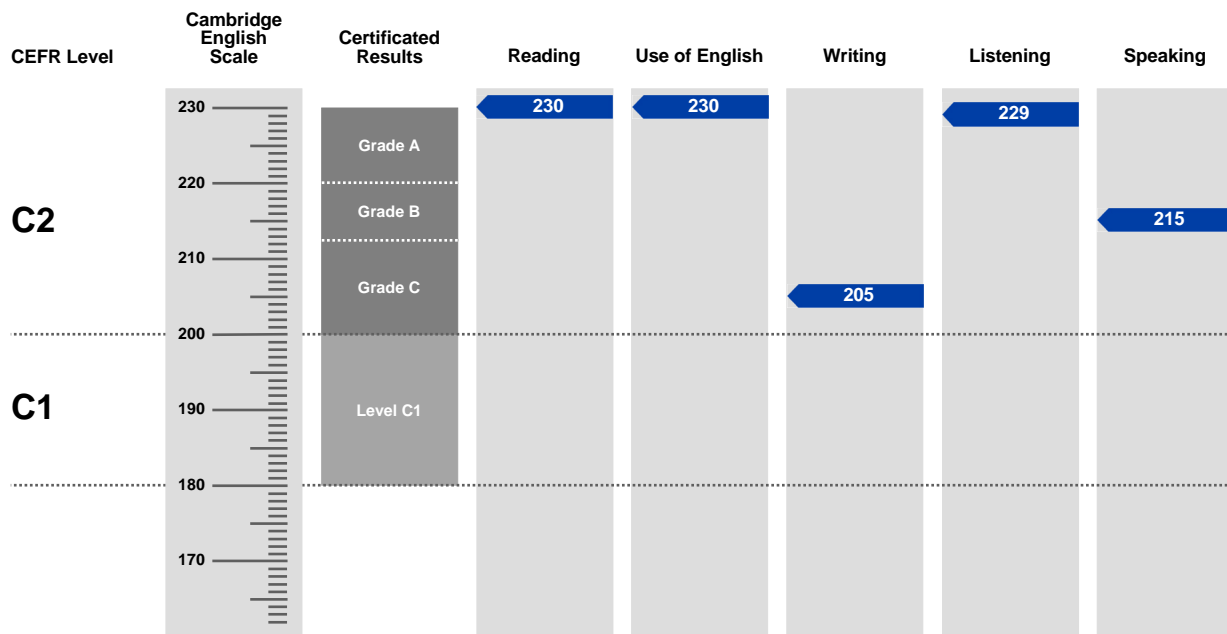 CEFR Level
Cambridge
English
Scale
Certificated
Results
Reading
Use of English
Writing
Listening
Speaking
230
Grade A
230
230
229
220
C2
Grade B
215
210
Grade C
205
200
C1
190
Level C1
180
170